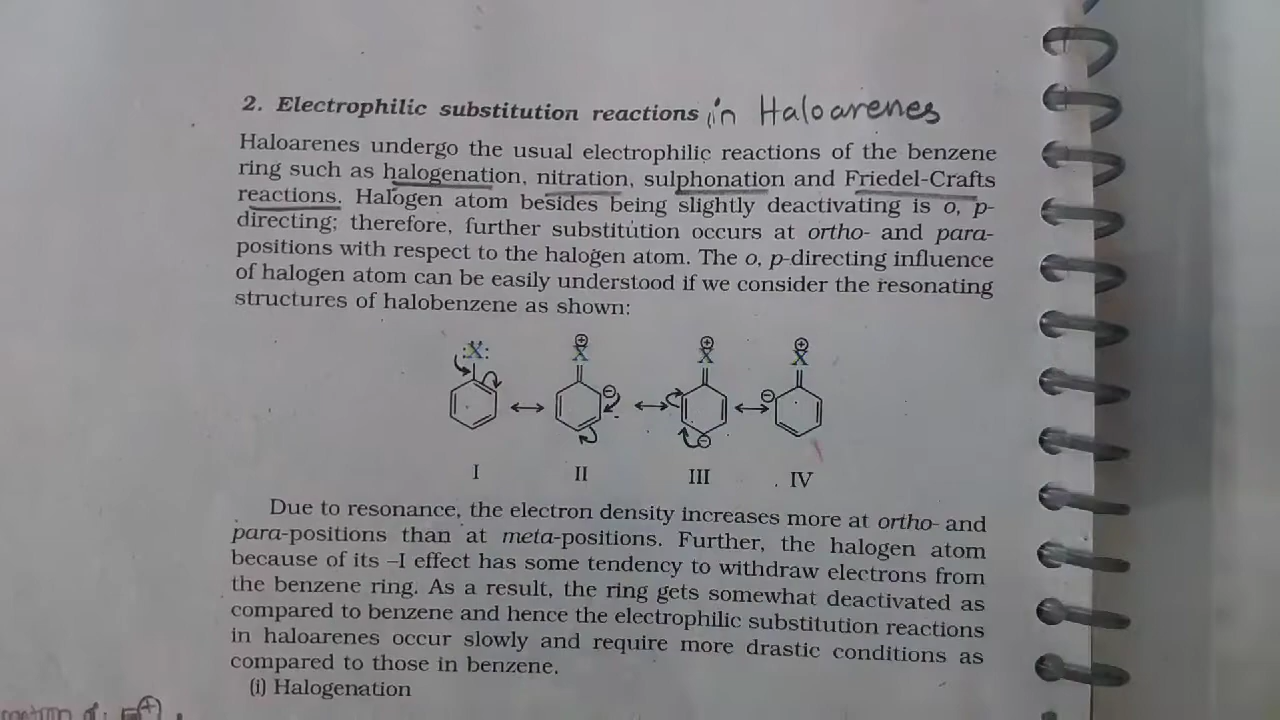 2. Electrophilic substitution reactions in Haloarenes
Haloarenes undergo the usual electrophilic reactions of the benzene
ring such as halogenation, nitration, sulphonation and Friedel-Crafts
reactions. Halogen atom besides being slightly deactivating is o, p-
directing; therefore, further substitution occurs at ortho- and para-
positions with respect to the halogen atom. The o, p-directing influence
of halogen atom can be easily understood if we consider the resonating
structures of halobenzene as shown:
:X: X X X
I II III IV
Due to resonance, the electron density increases more at ortho- and
para-positions than at meta-positions. Further, the halogen atom
because of its –I effect has some tendency to withdraw electrons from
the benzene ring. As a result, the ring gets somewhat deactivated as
compared to benzene and hence the electrophilic substitution reactions
in haloarenes occur slowly and require more drastic conditions as
compared to those in benzene.
(i) Halogenation